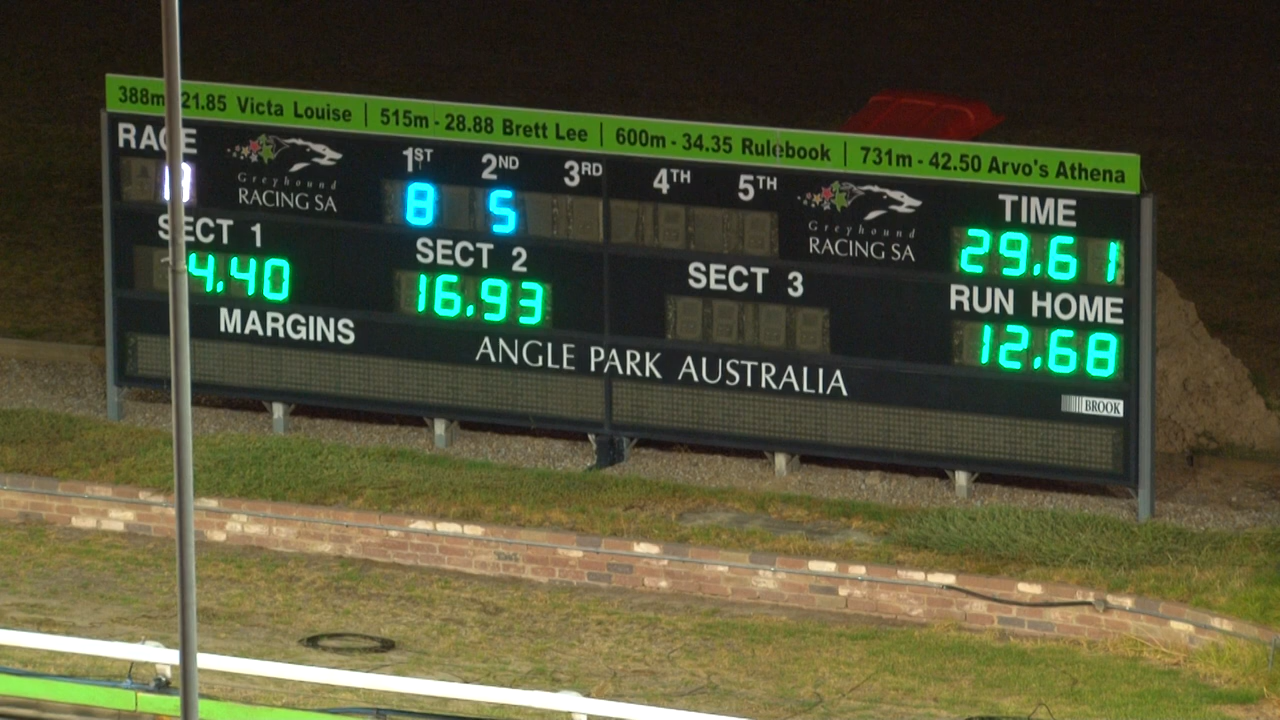 388m 21.85 Victa Louise | 515m - 28.88 Brett Lee | 600m - 34.35 Rulebook | 731m - 42.50 Arvo's Athena
RACE
Greyhound
RACING SA
1ST 2ND 3RD 4TH 5TH
8 5
Greyhound
RACING SA
TIME
29.61
SECT 1
4.40
SECT 2
16.93
SECT 3
RUN HOME
12.68
MARGINS
ANGLE PARK AUSTRALIA
BROOK